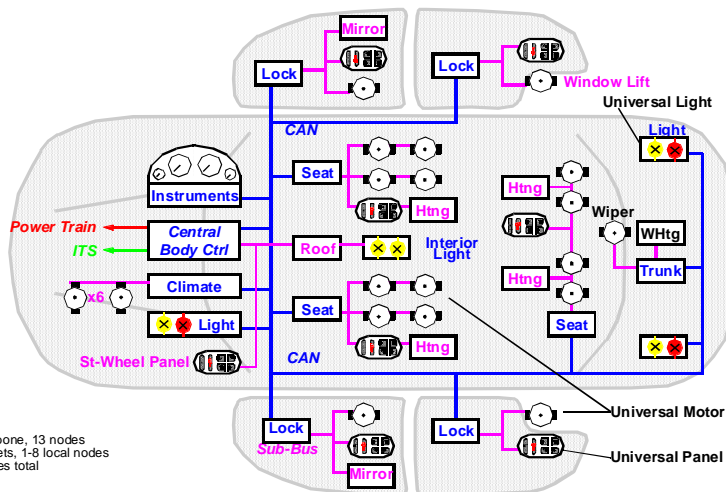 Mirror
Lock
Lock
Window Lift
Universal Light
CAN
Light
Instruments
Seat
Htng
Htng
Wiper
WHtg
Power Train
ITS
Central
Body Ctrl
Roof
Interior
Light
Trunk
Climate
x6
Htng
Light
Seat
Seat
St-Wheel Panel
CAN
Htng
Lock
Lock
Sub-Bus
Mirror
Universal Motor
Universal Panel
bone, 13 nodes
ets, 1-8 local nodes
es total